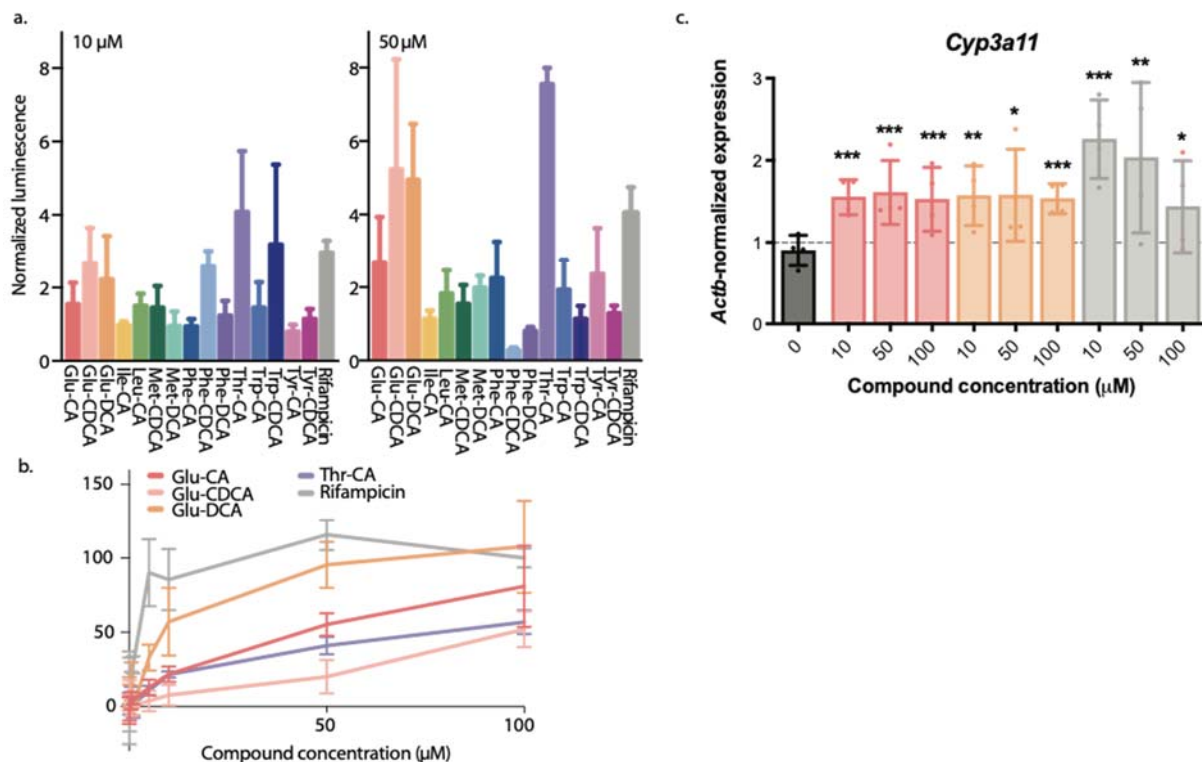 a.
10 µM
50 µM
Normalized luminescence
8
6
4
2
0
8
6
4
2
0
Glu-CA
Glu-CDCA
Glu-DCA
Ile-CA
Leu-CA
Met-CDCA
Met-DCA
Phe-CA
Phe-CDCA
Phe-DCA
Thr-CA
Trp-CA
Trp-CDCA
Tyr-CA
Tyr-CDCA
Rifampicin
Glu-CA
Glu-CDCA
Glu-DCA
Ile-CA
Leu-CA
Met-CDCA
Met-DCA
Phe-CA
Phe-CDCA
Phe-DCA
Thr-CA
Trp-CA
Trp-CDCA
Tyr-CA
Tyr-CDCA
Rifampicin
b.
Glu-CA
Glu-CDCA
Glu-DCA
Thr-CA
Rifampicin
150
100
50
0
50
100
Compound concentration (µM)
c.
Cyp3a11
Actb-normalized expression
3
2
1
0
*** *** *** ** * *** *** ** *
0 10 50 100 10 50 100 10 50 100
Compound concentration (µM)